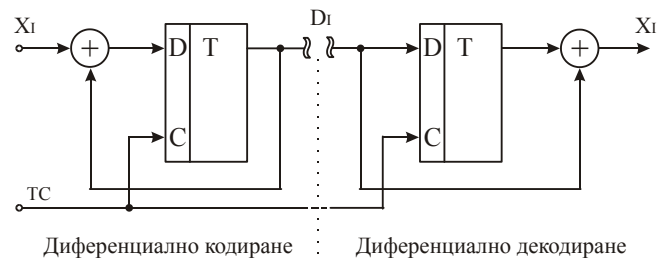 XI
DI
XI
+
D
T
D
T
+
C
C
TC
Диференциално кодиране
Диференциално декодиране